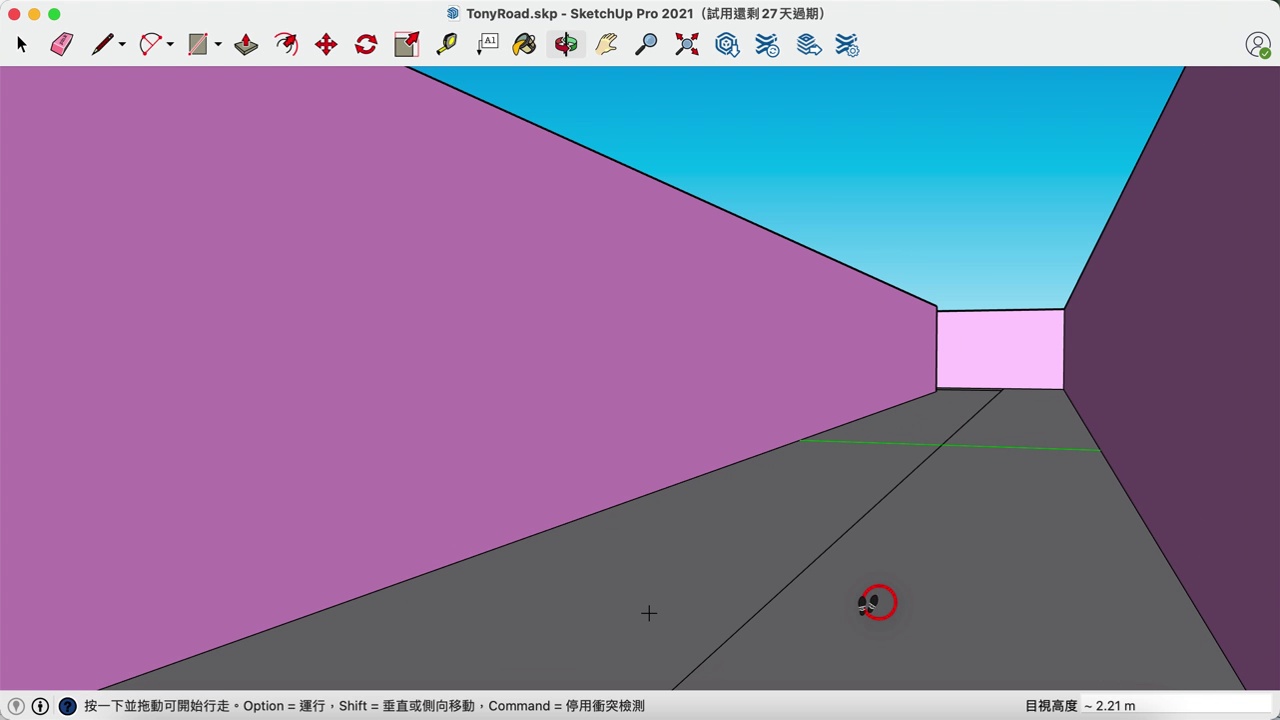 TonyRoad.skp - SketchUp Pro 2021（試用還剩 27 天過期）
A1
按一下並拖動可開始行走。Option = 運行，Shift = 垂直或側向移動，Command = 停用衝突檢測
目視高度 ~ 2.21 m